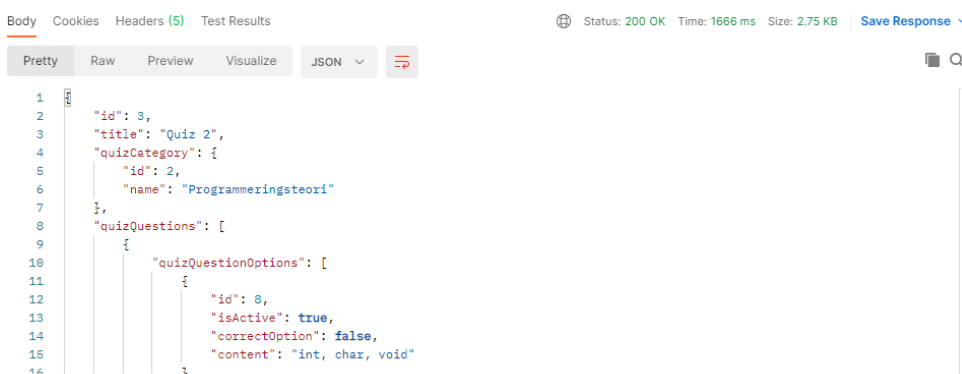 Body Cookies Headers (5) Test Results Status: 200 OK Time: 1666 ms Size: 2.75 KB Save Response
Pretty Raw Preview Visualize JSON
1 {
2 "id": 3,
3 "title": "Quiz 2",
4 "quizCategory": {
5 "id": 2,
6 "name": "Programmeringsteori"
7 },
8 "quizQuestions": [
9 {
10 "quizQuestionOptions": [
11 {
12 "id": 8,
13 "isActive": true,
14 "correctOption": false,
15 "content": "int, char, void"
16 }